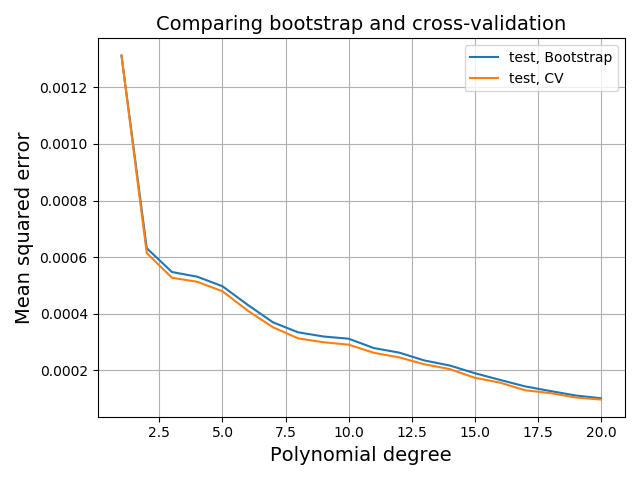 Comparing bootstrap and cross-validation
test, Bootstrap
test, CV
Mean squared error
0.0012
0.0010
0.0008
0.0006
0.0004
0.0002
2.5 5.0 7.5 10.0 12.5 15.0 17.5 20.0
Polynomial degree